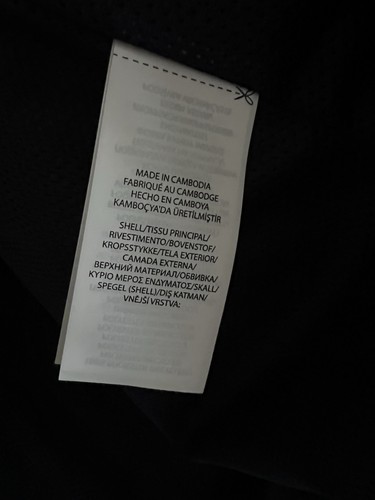 MADE IN CAMBODIA
FABRIQUÉ AU CAMBODGE
HECHO EN CAMBOYA
KAMBOÇYA'DA ÜRETİLMİŞTİR
SHELL/TISSU PRINCIPAL/
RIVESTIMENTO/BOVENSTOF/
KROPSSTYKKE/TELA EXTERIOR/
CAMADA EXTERNA/
ВЕРХНИЙ МАТЕРИАЛ/ОБИВКА/
ΚΥΡΙΟ ΜΕΡΟΣ ΕΝΔΥΜΑΤΟΣ/SKALL/
SPEGEL (SHELL)/DIŞ KATMAN/
VNĚJŠÍ VRSTVA: